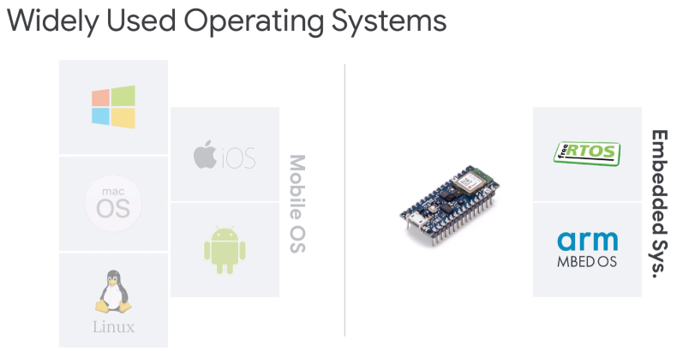 Widely Used Operating Systems
mac
OS
Linux
iOS
Mobile OS
free
RTOS
arm
MBED OS
Embedded Sys.